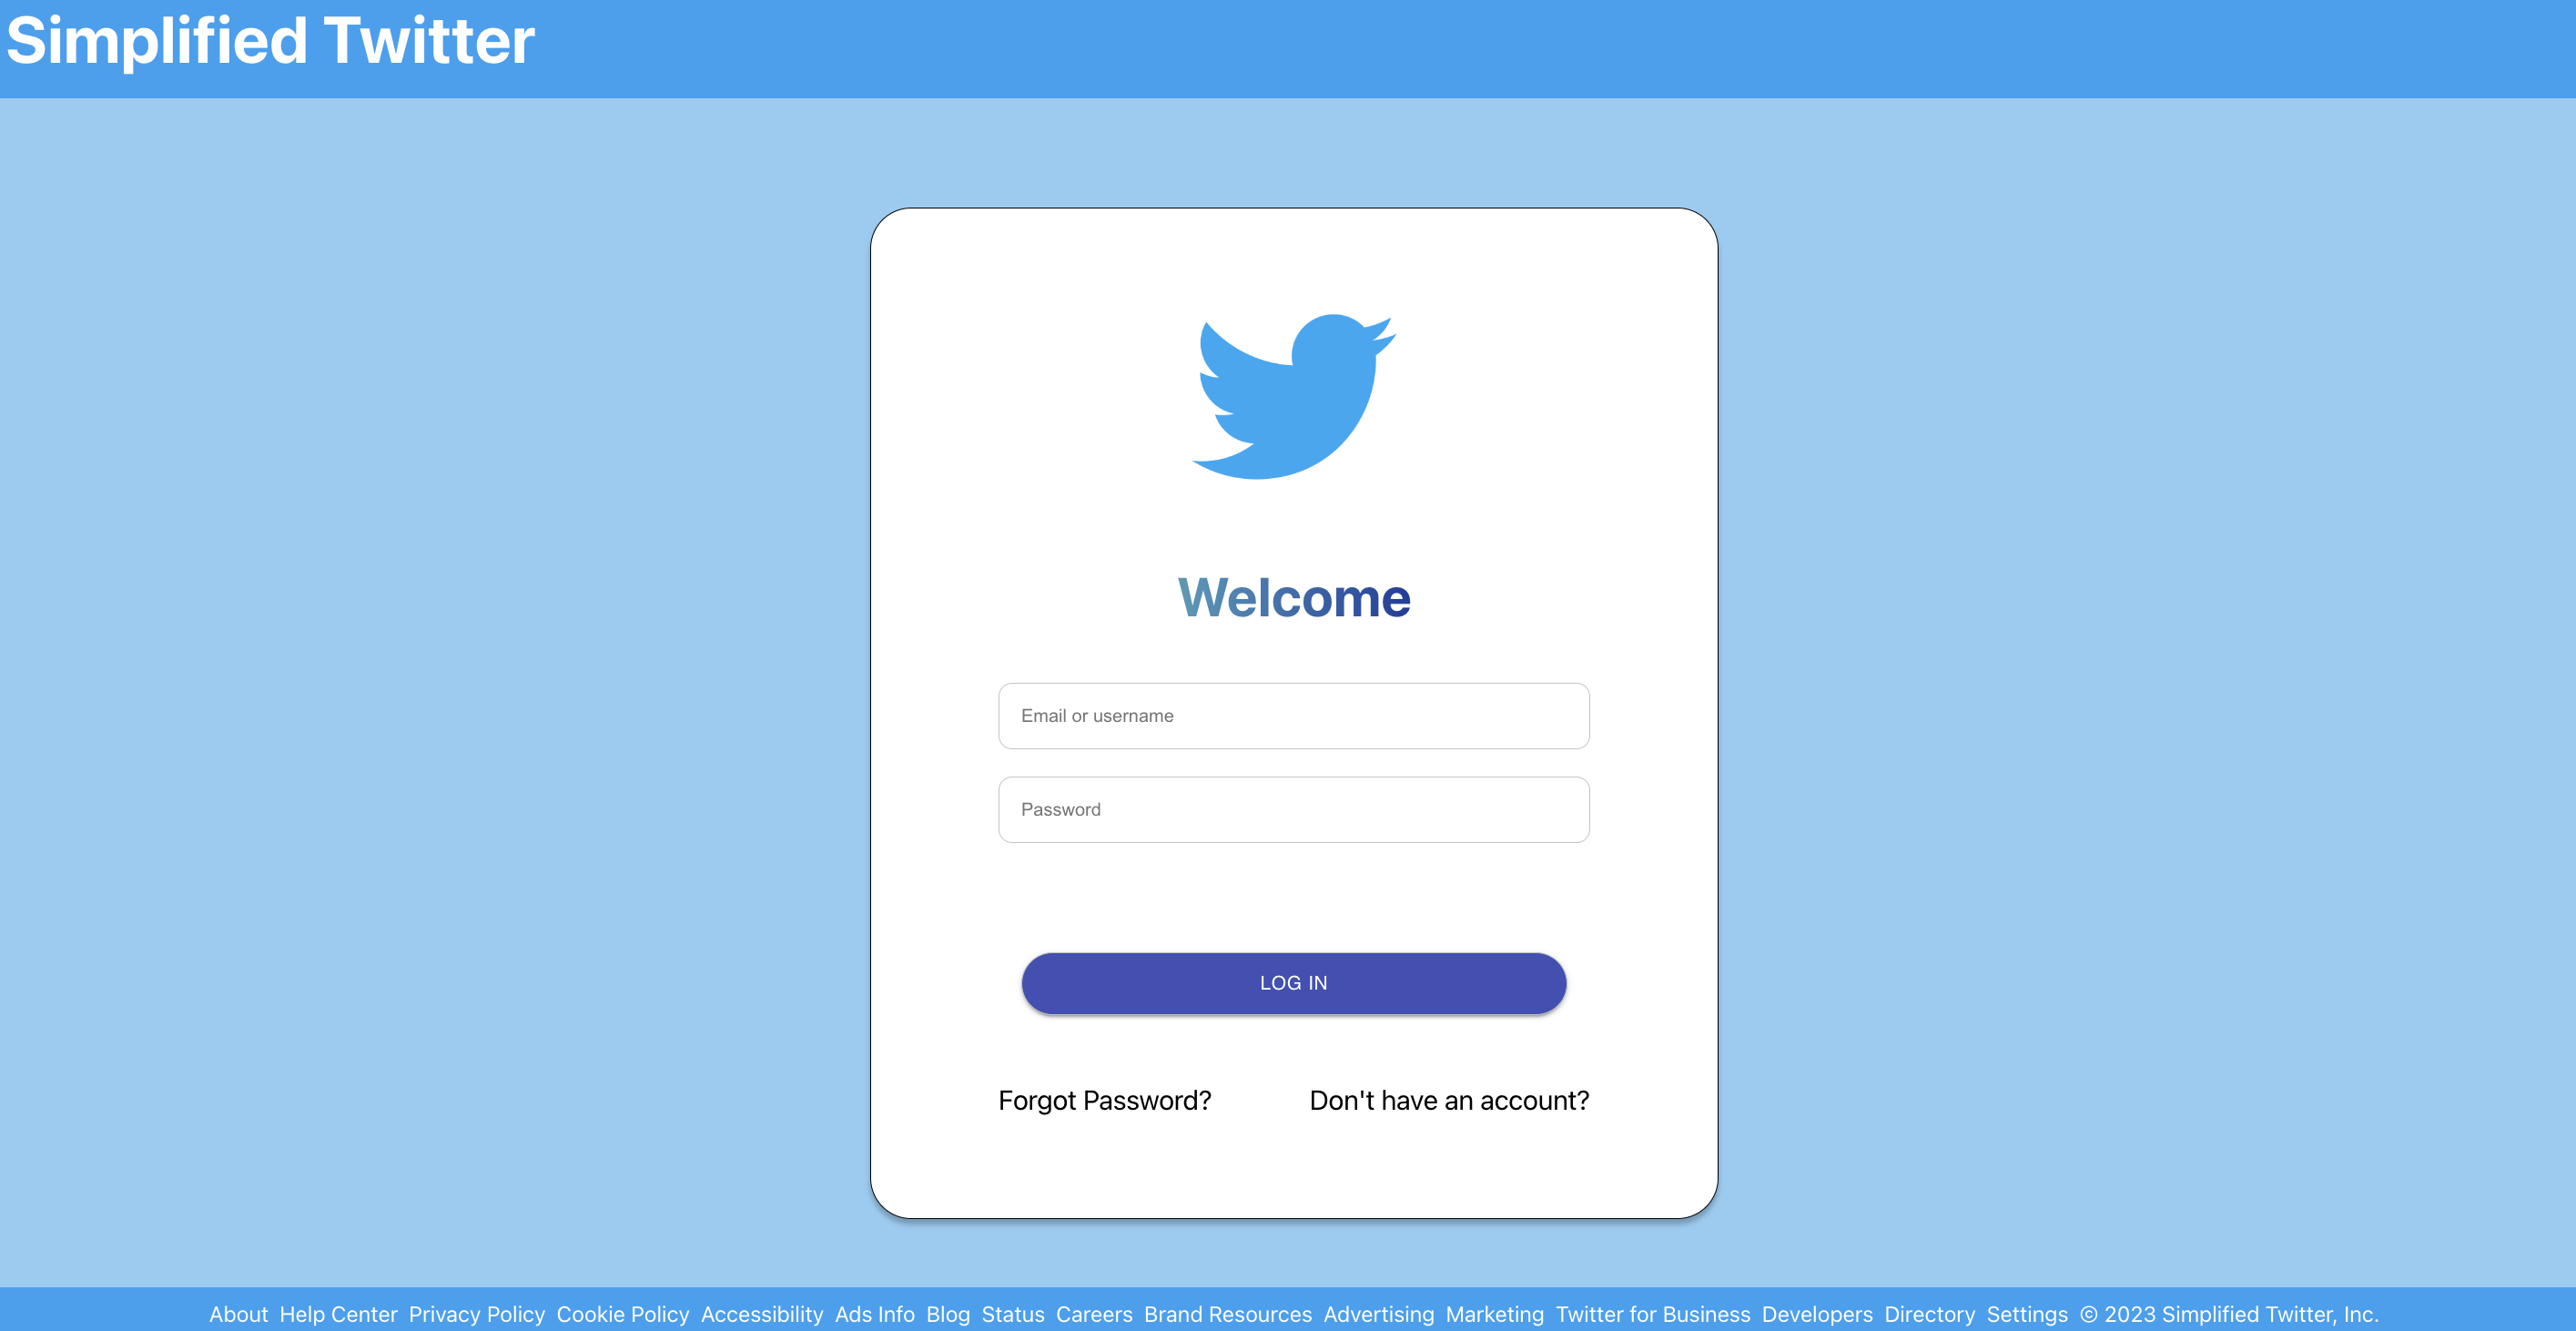 Simplified Twitter
Welcome
Email or username
Password
LOG IN
Forgot Password? Don't have an account?
About Help Center Privacy Policy Cookie Policy Accessibility Ads Info Blog Status Careers Brand Resources Advertising Marketing Twitter for Business Developers Directory Settings © 2023 Simplified Twitter, Inc.